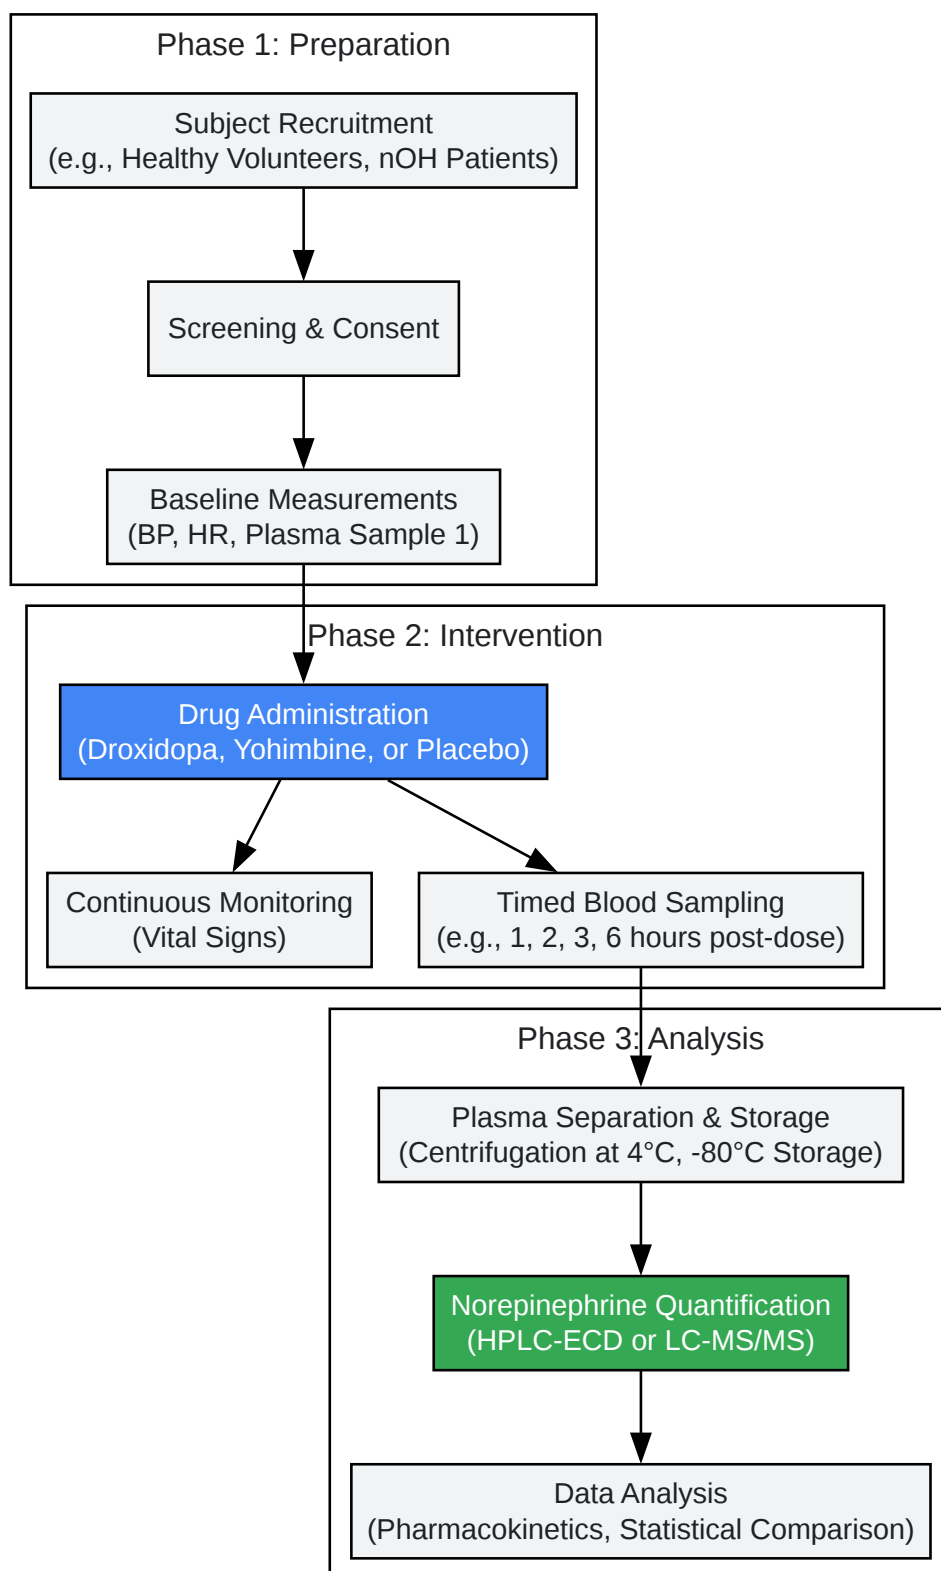 Phase 1: Preparation
Subject Recruitment
(e.g., Healthy Volunteers, nOH Patients)
Screening & Consent
Baseline Measurements
(BP, HR, Plasma Sample 1)
Phase 2: Intervention
Drug Administration
(Droxidopa, Yohimbine, or Placebo)
Continuous Monitoring
(Vital Signs)
Timed Blood Sampling
(e.g., 1, 2, 3, 6 hours post-dose)
Phase 3: Analysis
Plasma Separation & Storage
(Centrifugation at 4°C, -80°C Storage)
Norepinephrine Quantification
(HPLC-ECD or LC-MS/MS)
Data Analysis
(Pharmacokinetics, Statistical Comparison)